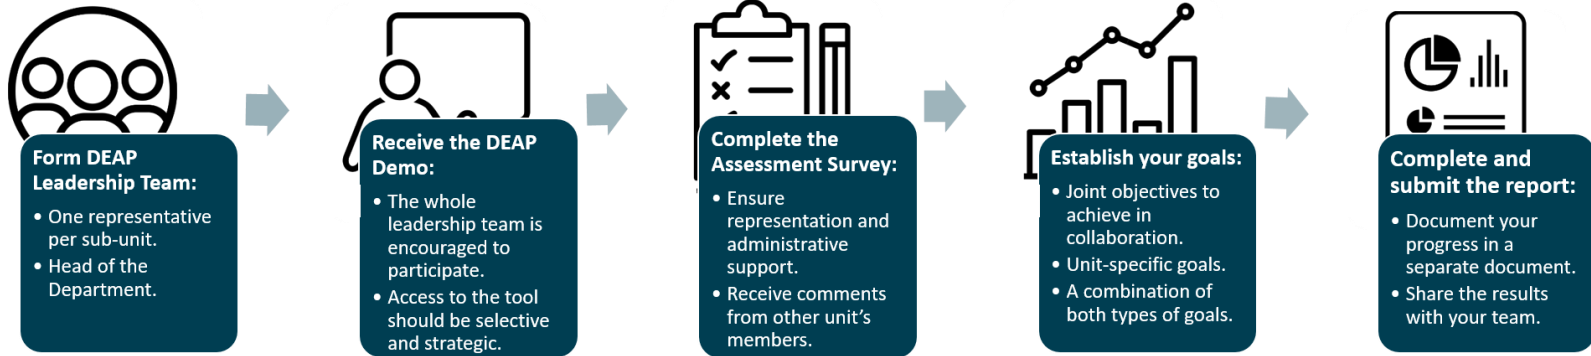 Form DEAP
Leadership Team:
• One representative
per sub-unit.
• Head of the
Department.
Receive the DEAP
Demo:
• The whole
leadership team is
encouraged to
participate.
• Access to the tool
should be selective
and strategic.
Complete the
Assessment Survey:
• Ensure
representation and
administrative
support.
• Receive comments
from other unit's
members.
Establish your goals:
• Joint objectives to
achieve in
collaboration.
• Unit-specific goals.
• A combination of
both types of goals.
Complete and
submit the report:
• Document your
progress in a
separate document.
• Share the results
with your team.